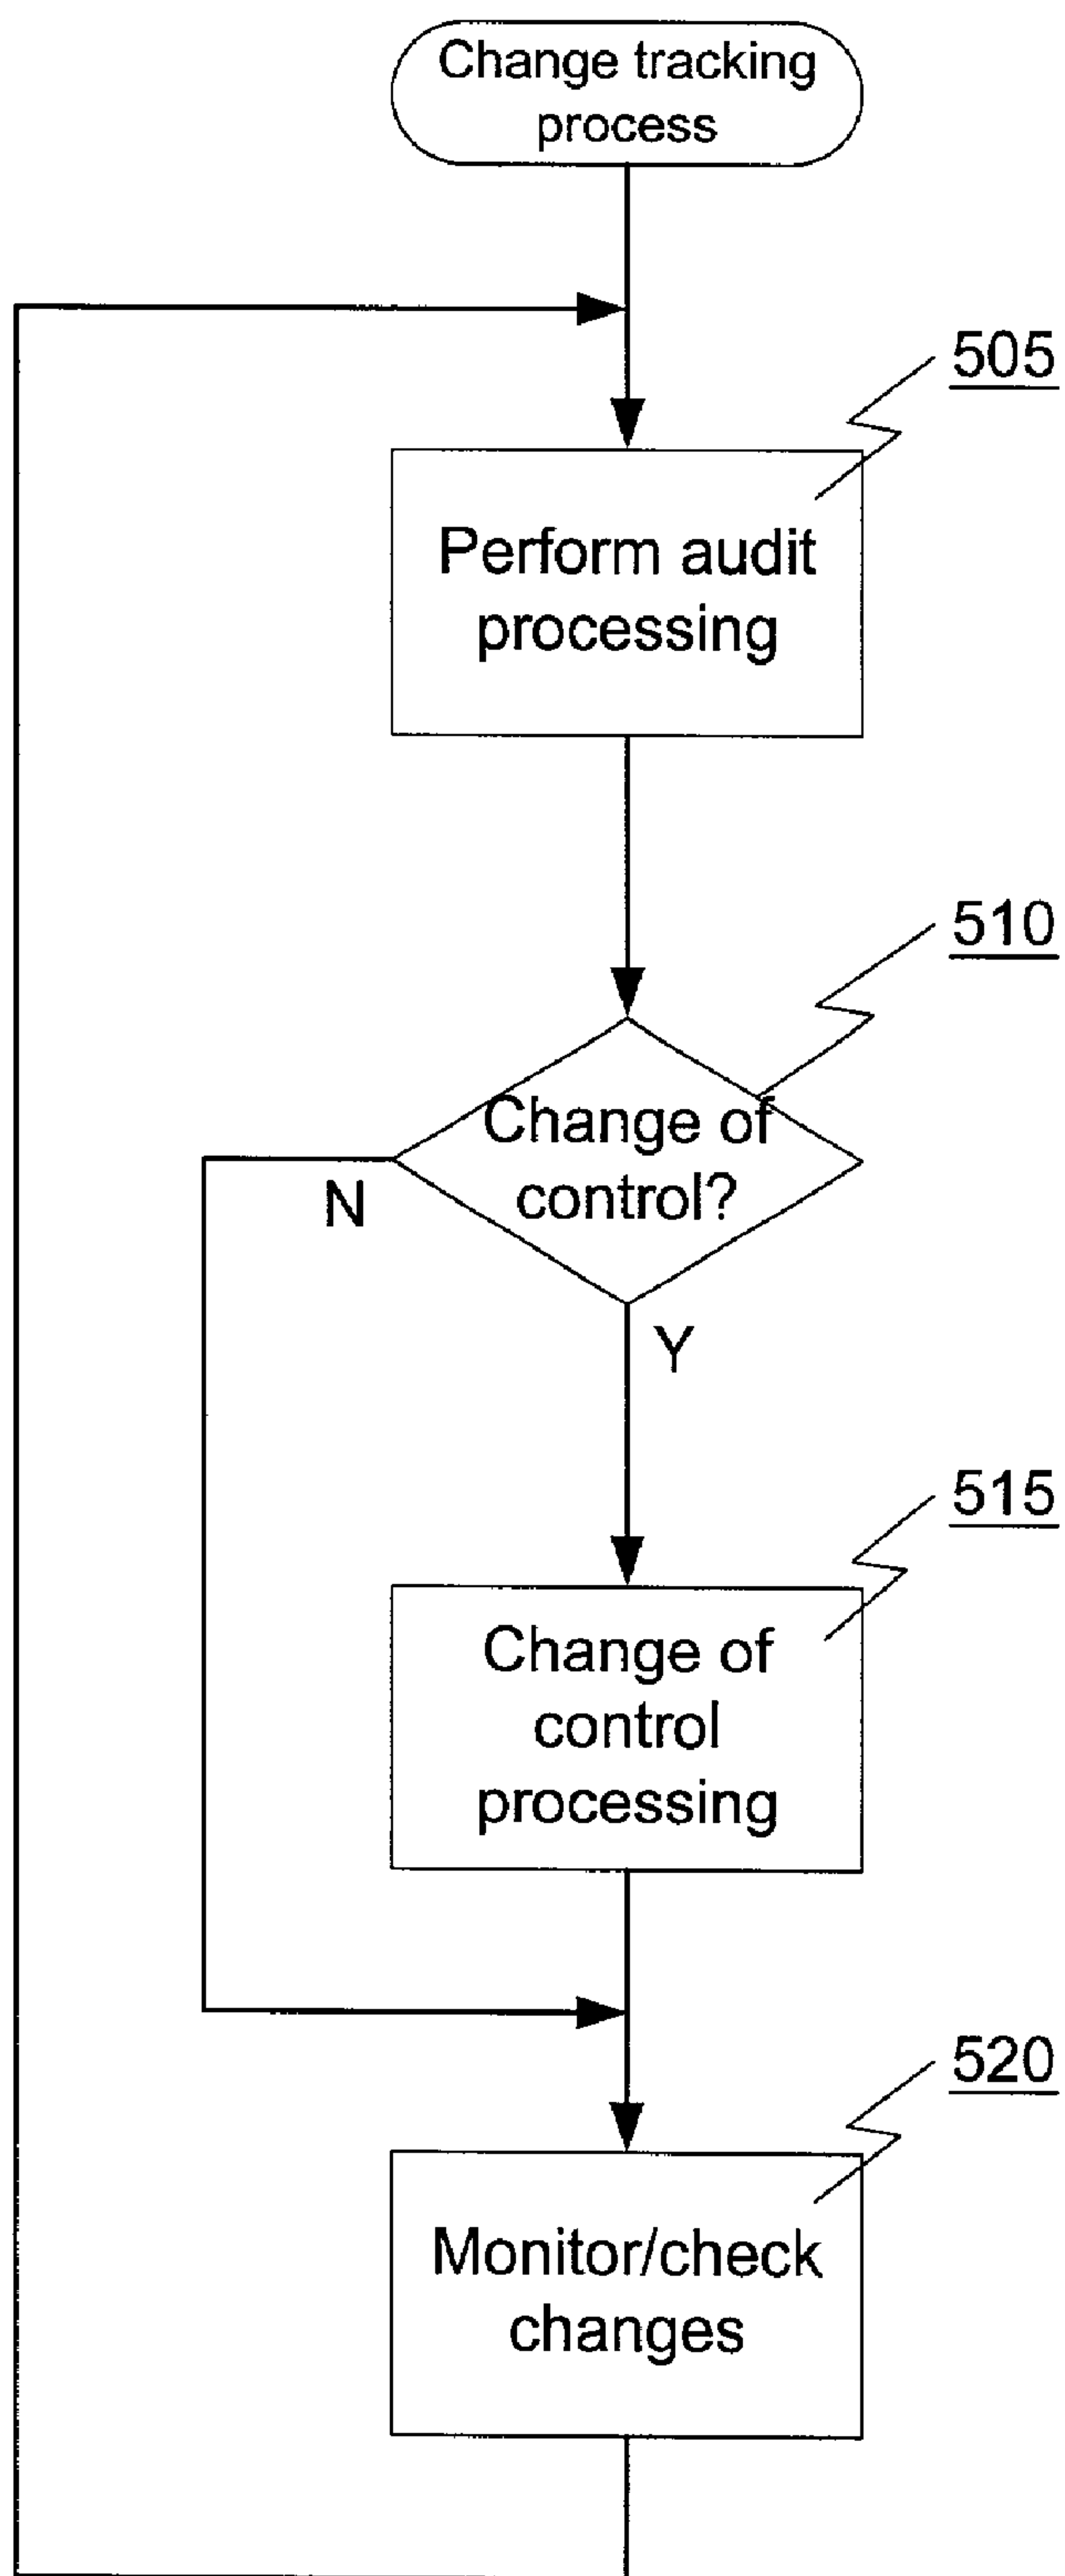 Change tracking
process
505
Perform audit
processing
510
Change of
control?
N
Y
515
Change of
control
processing
520
Monitor/check
changes